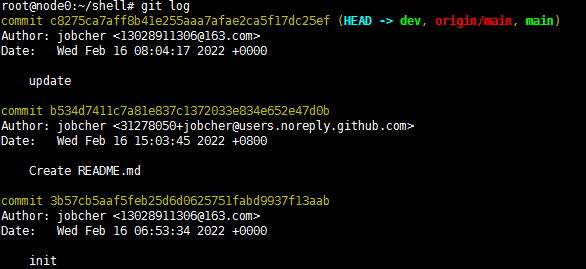 root@node0:~/shell# git log
commit c8275ca7aff8b41e255aaa7afae2ca5f17dc25ef (HEAD -> dev, origin/main, main)
Author: jobcher <13028911306@163.com>
Date:   Wed Feb 16 08:04:17 2022 +0000
    update
commit b534d7411c7a81e837c1372033e834e652e47d0b
Author: jobcher <31278050+jobcher@users.noreply.github.com>
Date:   Wed Feb 16 15:03:45 2022 +0800
    Create README.md
commit 3b57cb5aaf5feb25d6d0625751fabd9937f13aab
Author: jobcher <13028911306@163.com>
Date:   Wed Feb 16 06:53:34 2022 +0000
    init